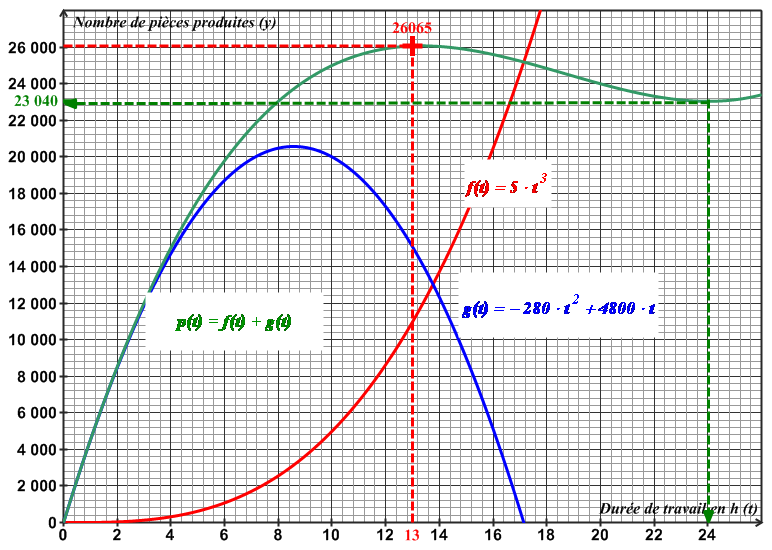 Nombre de pièces produites (y)
26065
26 000
24 000
23 040
22 000
20 000
f(t) = 5 · t³
18 000
16 000
14 000
g(t) = −280 · t² + 4800 · t
12 000
p(t) = f(t) + g(t)
10 000
8 000
6 000
4 000
2 000
Durée de travail en h (t)
0
0 2 4 6 8 10 12 13 14 16 18 20 22 24